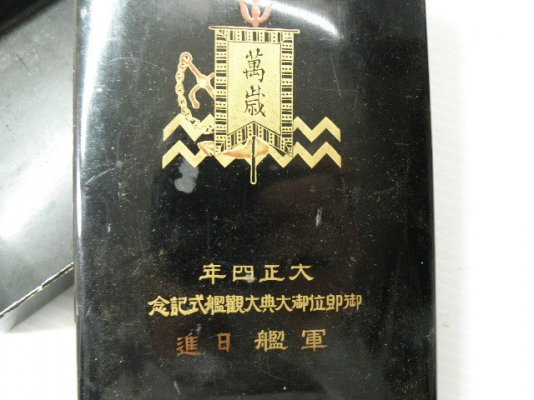 萬歳
大正四年
御即位御大典大觀艦式記念
軍艦日進